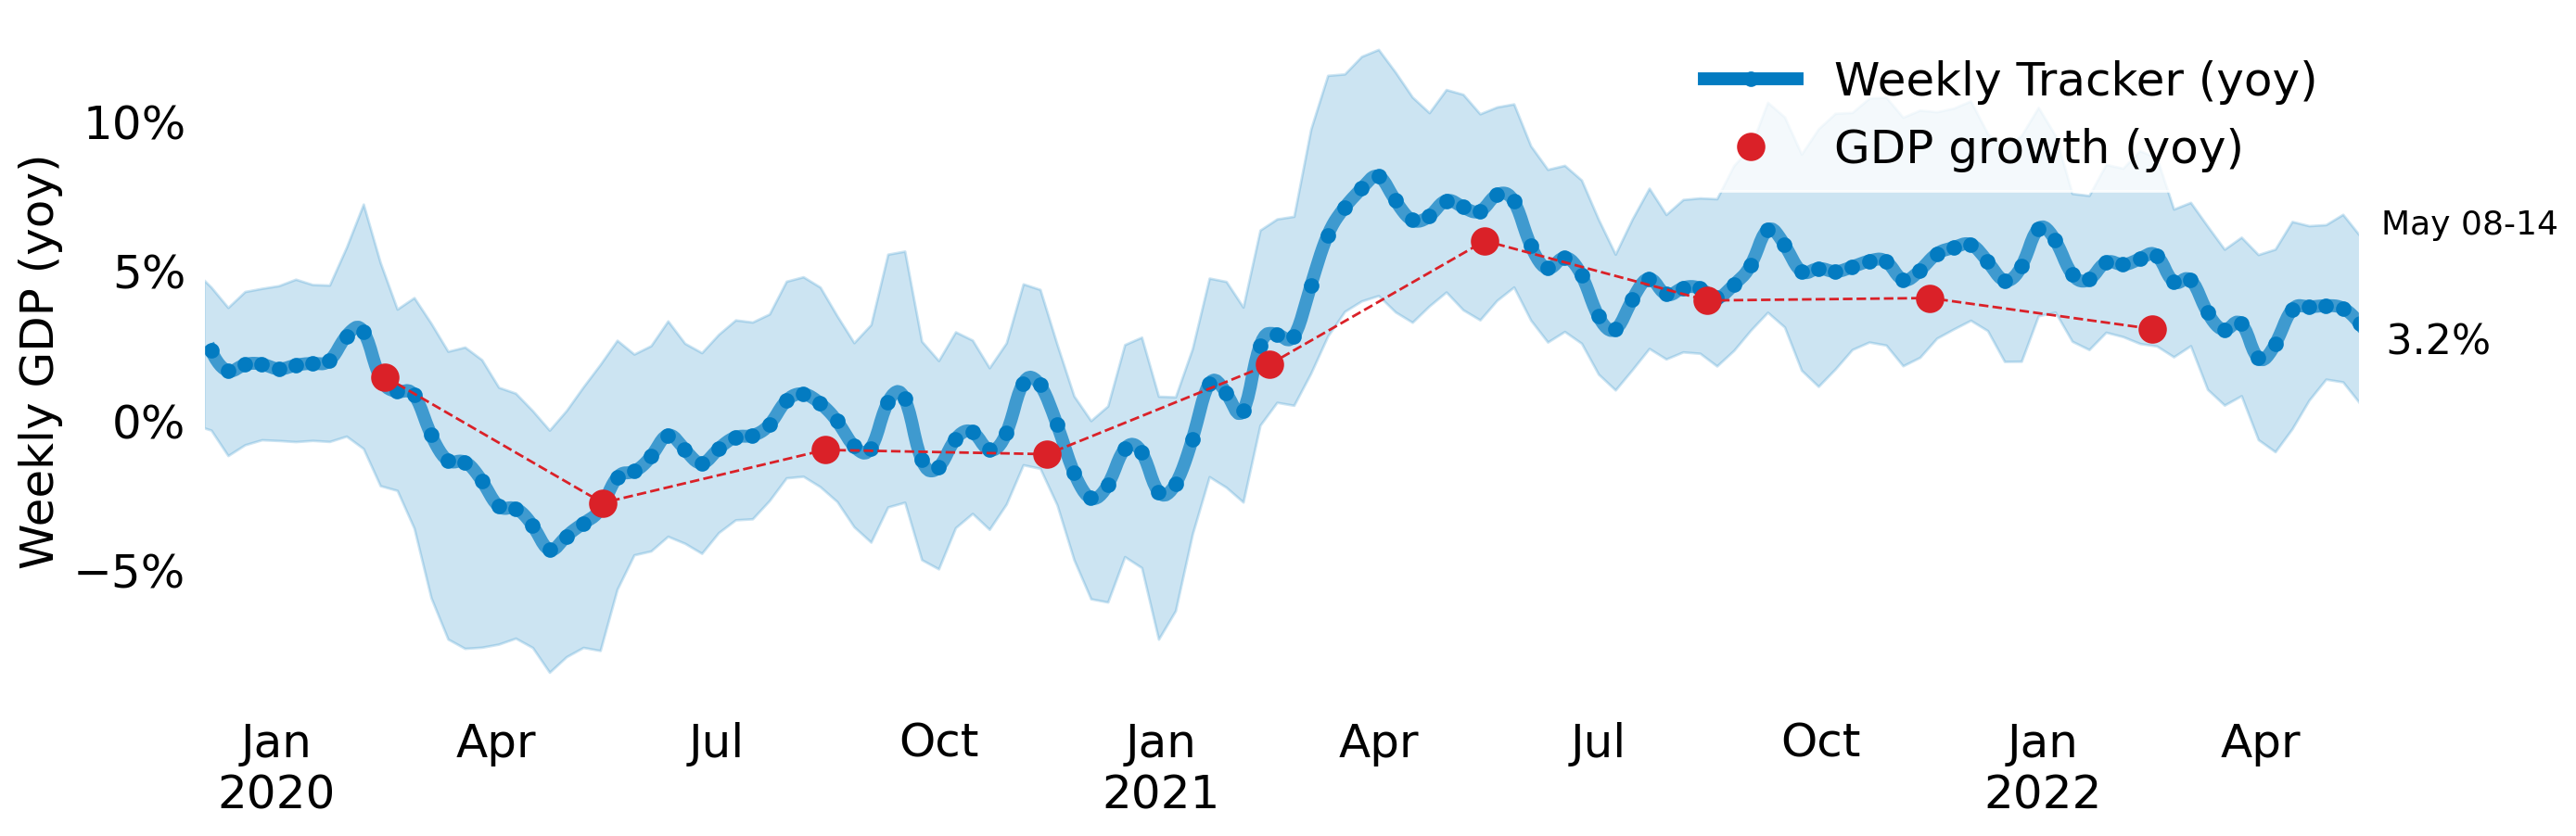 Weekly Tracker (yoy)
GDP growth (yoy)
Weekly GDP (yoy)
10%
5%
0%
−5%
May 08-14
3.2%
Jan Apr Jul Oct Jan Apr Jul Oct Jan Apr
2020 2021 2022